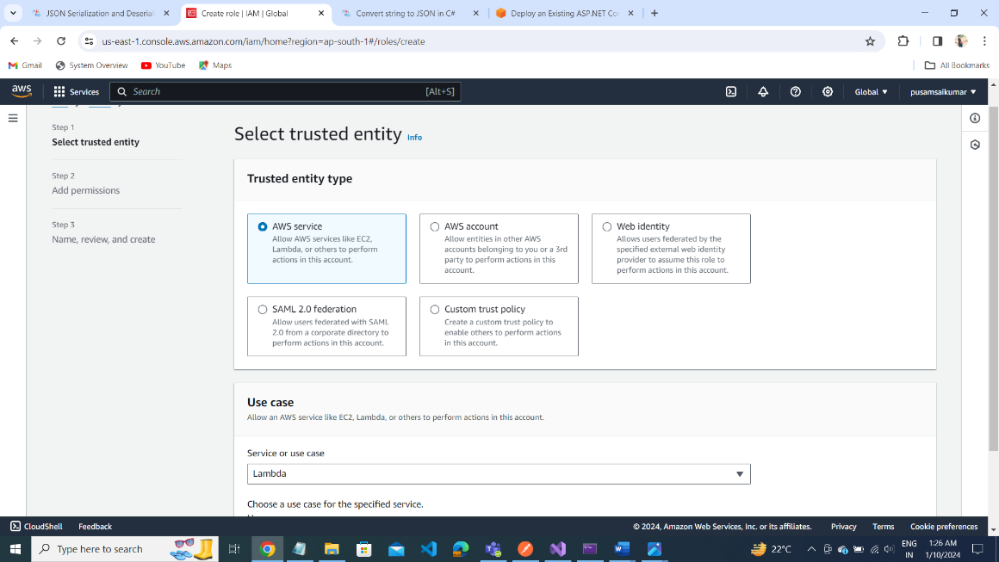 JSON Serialization and Deseriali
Create role | IAM | Global
Convert string to JSON in C#
Deploy an Existing ASP.NET Co
us-east-1.console.aws.amazon.com/iam/home?region=ap-south-1#/roles/create
Gmail
System Overview
YouTube
Maps
All Bookmarks
aws
Services
Search
[Alt+S]
Global
pusamsaikumar
Step 1
Select trusted entity
Step 2
Add permissions
Step 3
Name, review, and create
Select trusted entity Info
Trusted entity type
AWS service
Allow AWS services like EC2,
Lambda, or others to perform
actions in this account.
AWS account
Allow entities in other AWS
accounts belonging to you or a 3rd
party to perform actions in this
account.
Web identity
Allows users federated by the
specified external web identity
provider to assume this role to
perform actions in this account.
SAML 2.0 federation
Allow users federated with SAML
2.0 from a corporate directory to
perform actions in this account.
Custom trust policy
Create a custom trust policy to
enable others to perform actions
in this account.
Use case
Allow an AWS service like EC2, Lambda, or others to perform actions in this account.
Service or use case
Lambda
Choose a use case for the specified service.
CloudShell
Feedback
© 2024, Amazon Web Services, Inc. or its affiliates.
Privacy
Terms
Cookie preferences
Type here to search
22°C
ENG
IN
1:26 AM
1/10/2024